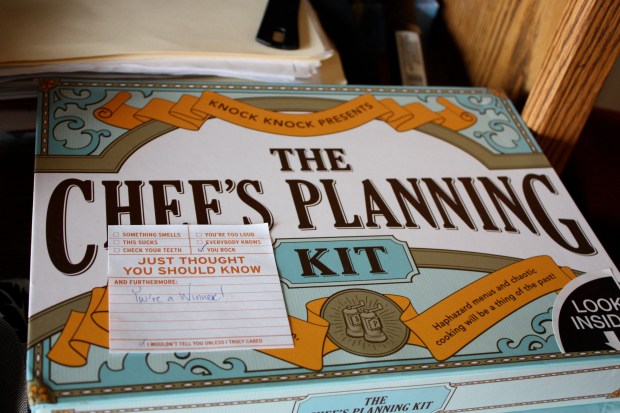 KNOCK KNOCK PRESENTS
THE
CHEF'S PLANNING
KIT
SOMETHING SMELLS YOU'RE TOO LOUD
THIS SUCKS EVERYBODY KNOWS
CHECK YOUR TEETH YOU ROCK
JUST THOUGHT
YOU SHOULD KNOW
AND FURTHERMORE:
You're a Winner!
I WOULDN'T TELL YOU UNLESS I TRULY CARED
Haphazard menus and chaotic
cooking will be a thing of the past!
LOOK
INSIDE
THE
CHEF'S PLANNING KIT